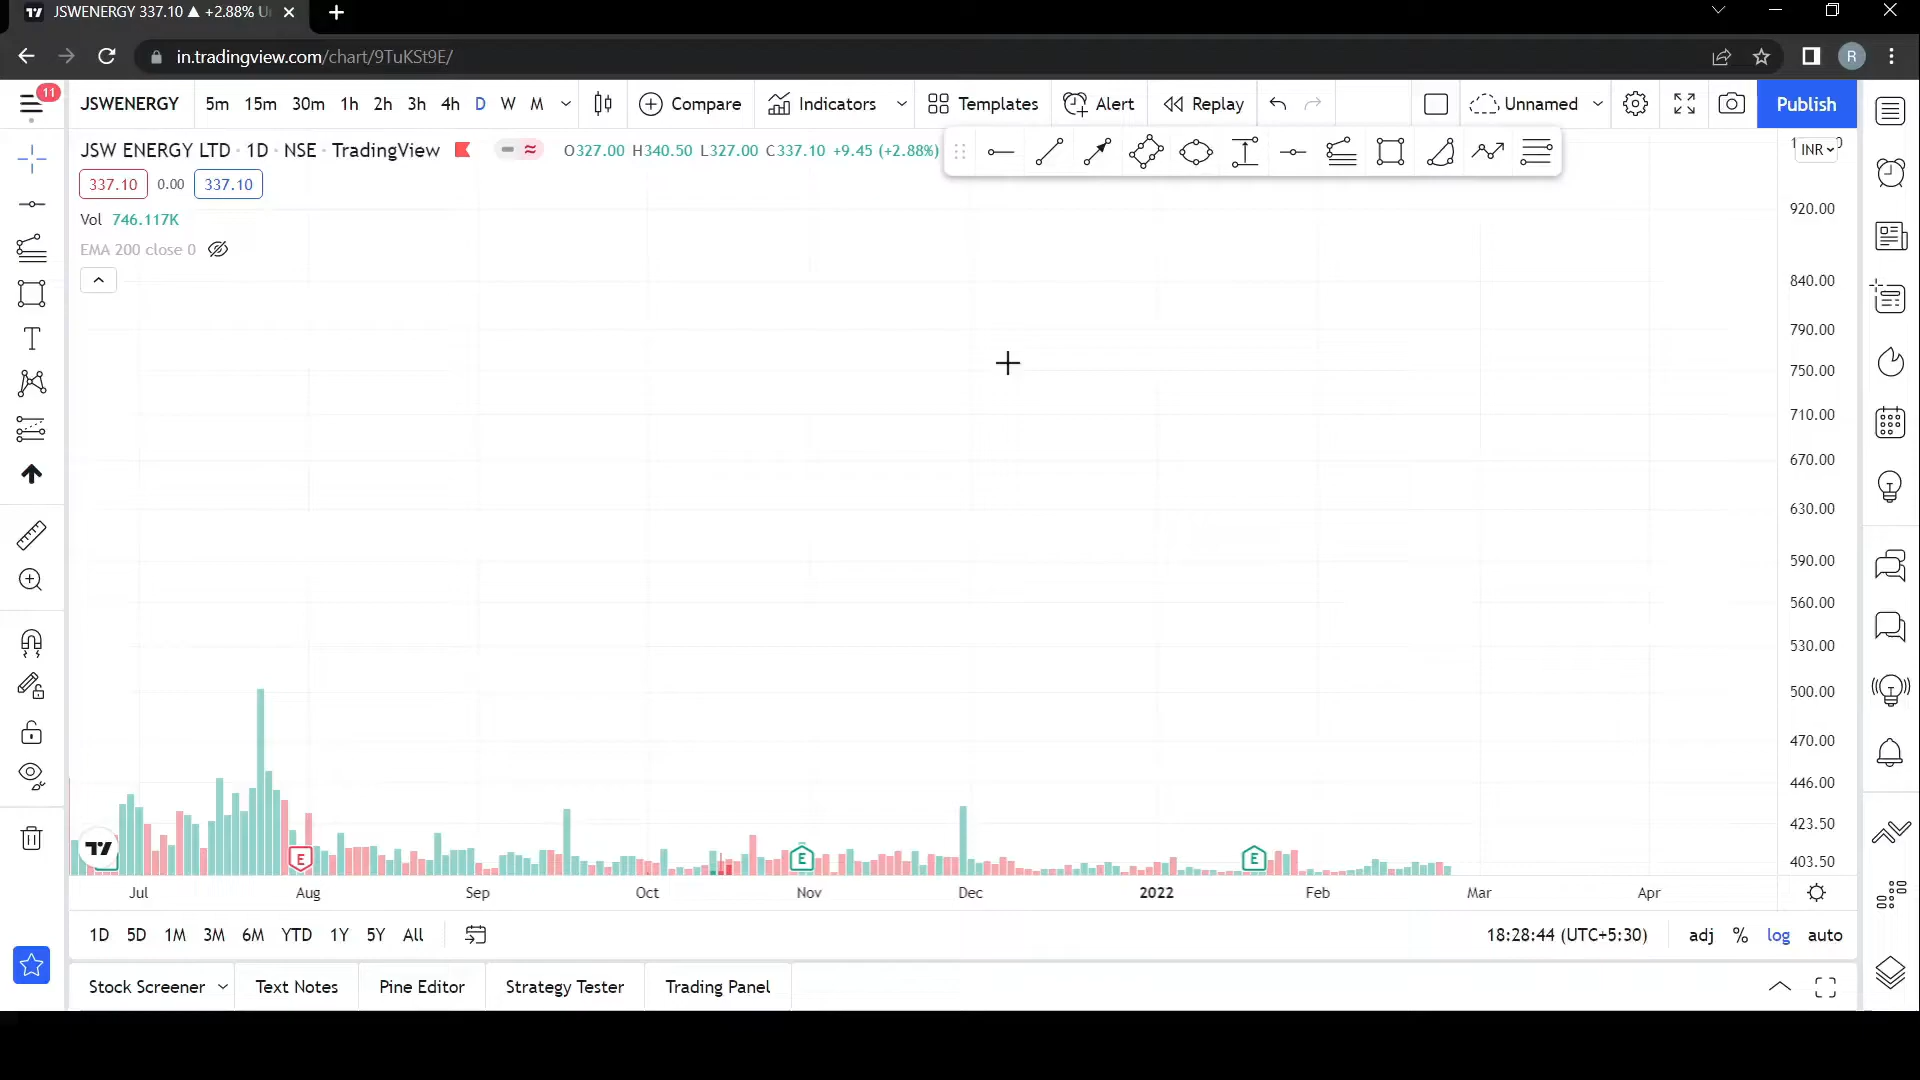 JSWENERGY 337.10 ▲ +2.88% U
in.tradingview.com/chart/9TuKSt9E/
R
11
JSWENERGY 5m 15m 30m 1h 2h 3h 4h D W M Compare Indicators Templates Alert Replay Unnamed Publish
JSW ENERGY LTD · 1D · NSE · TradingView O327.00 H340.50 L327.00 C337.10 +9.45 (+2.88%)
INR
337.10 0.00 337.10
Vol 746.117K
EMA 200 close 0
920.00
840.00
790.00
750.00
710.00
670.00
630.00
590.00
560.00
530.00
500.00
470.00
446.00
423.50
403.50
E E E
Jul Aug Sep Oct Nov Dec 2022 Feb Mar Apr
1D 5D 1M 3M 6M YTD 1Y 5Y All 18:28:44 (UTC+5:30) adj % log auto
Stock Screener Text Notes Pine Editor Strategy Tester Trading Panel